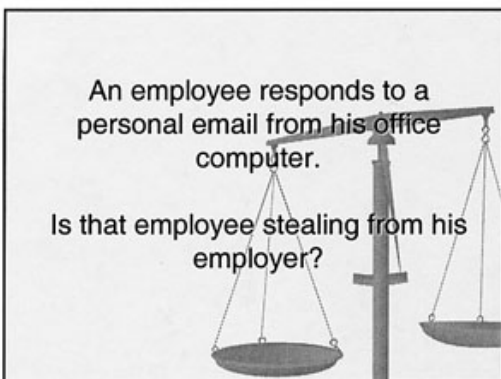 An employee responds to a
personal email from his office
computer.
Is that employee stealing from his
employer?